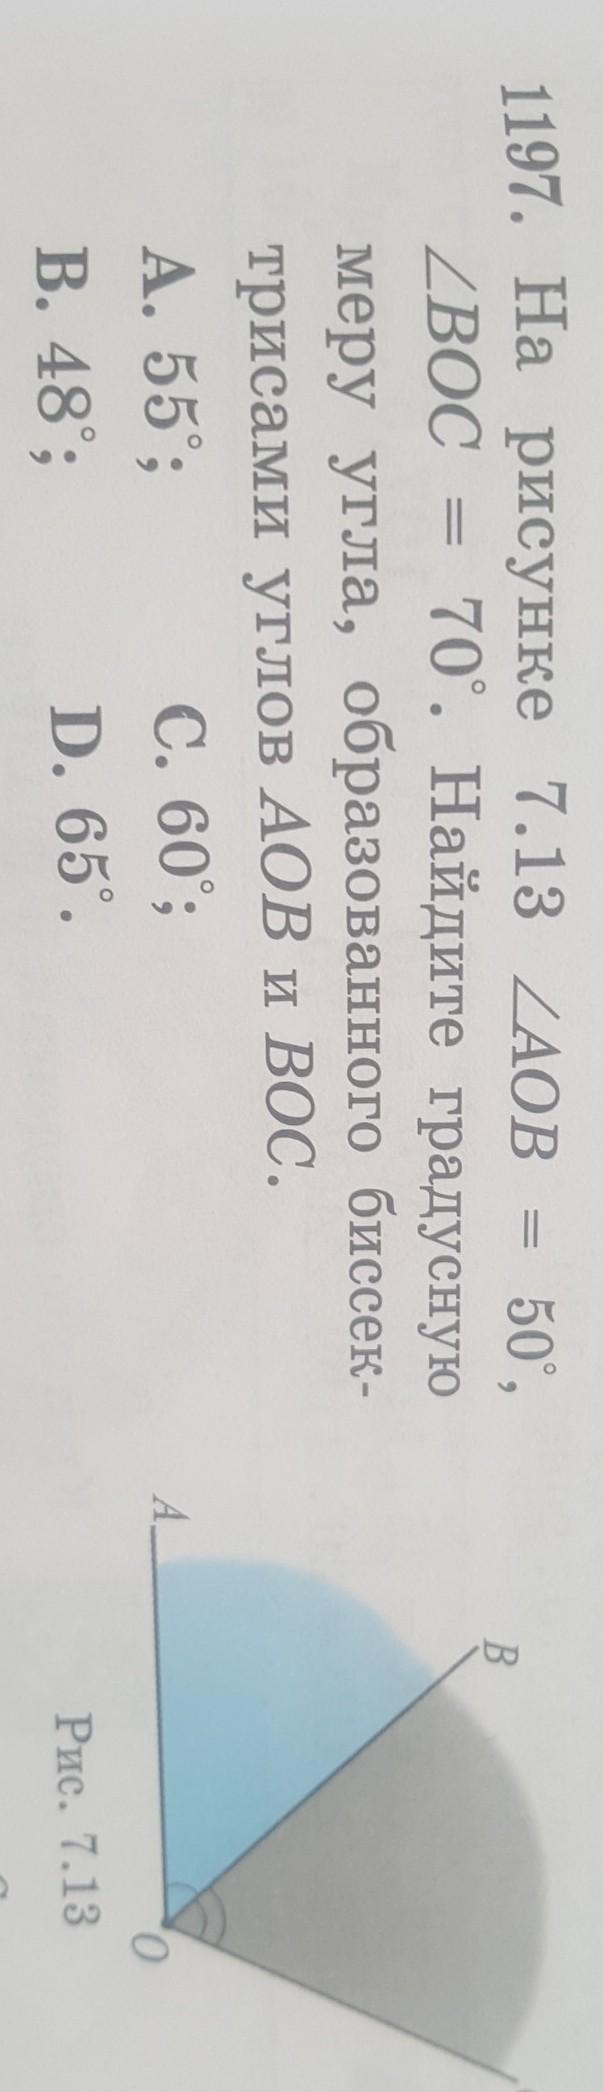 1197. На рисунке 7.13 ∠AOB = 50°,
∠BOC = 70°. Найдите градусную
меру угла, образованного биссек-
трисами углов AOB и BOC.
A. 55°; C. 60°;
B. 48°; D. 65°.
A
B
O
Рис. 7.13